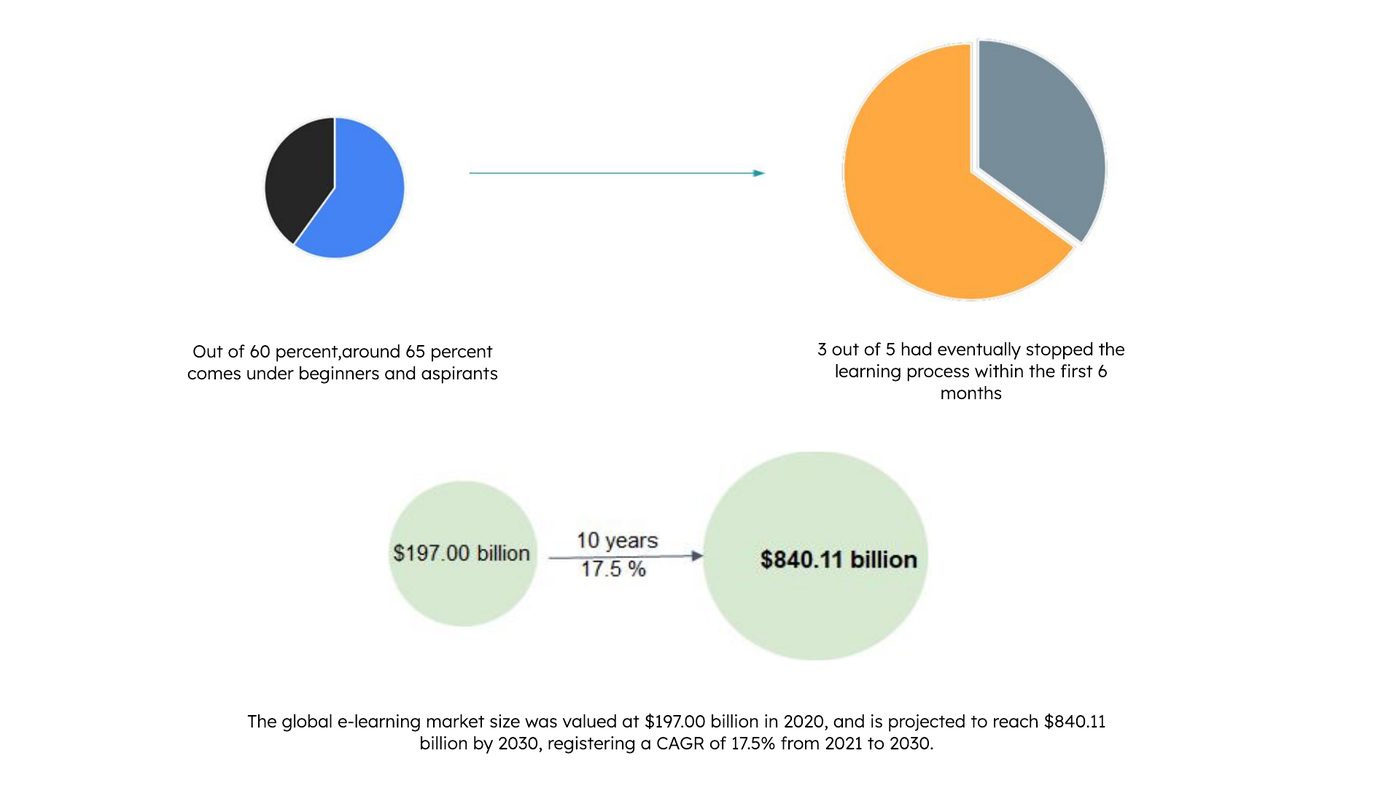 Out of 60 percent,around 65 percent
comes under beginners and aspirants
3 out of 5 had eventually stopped the
learning process within the first 6
months
$197.00 billion
10 years
17.5 %
$840.11 billion
The global e-learning market size was valued at $197.00 billion in 2020, and is projected to reach $840.11
billion by 2030, registering a CAGR of 17.5% from 2021 to 2030.